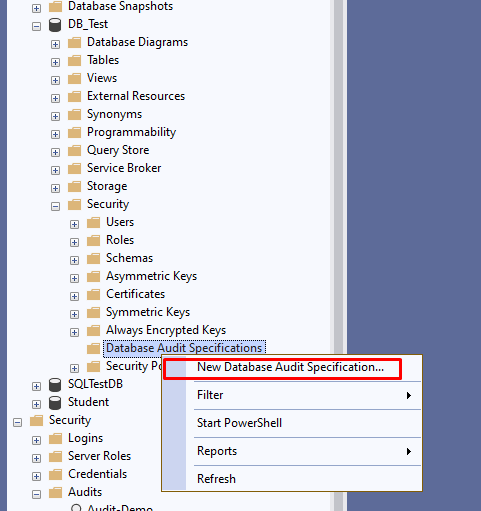 Database Snapshots
DB_Test
Database Diagrams
Tables
Views
External Resources
Synonyms
Programmability
Query Store
Service Broker
Storage
Security
Users
Roles
Schemas
Asymmetric Keys
Certificates
Symmetric Keys
Always Encrypted Keys
Database Audit Specifications
Security
New Database Audit Specification...
SQLTestDB
Filter
Student
Security
Start PowerShell
Logins
Server Roles
Reports
Credentials
Refresh
Audits
Audit-Demo